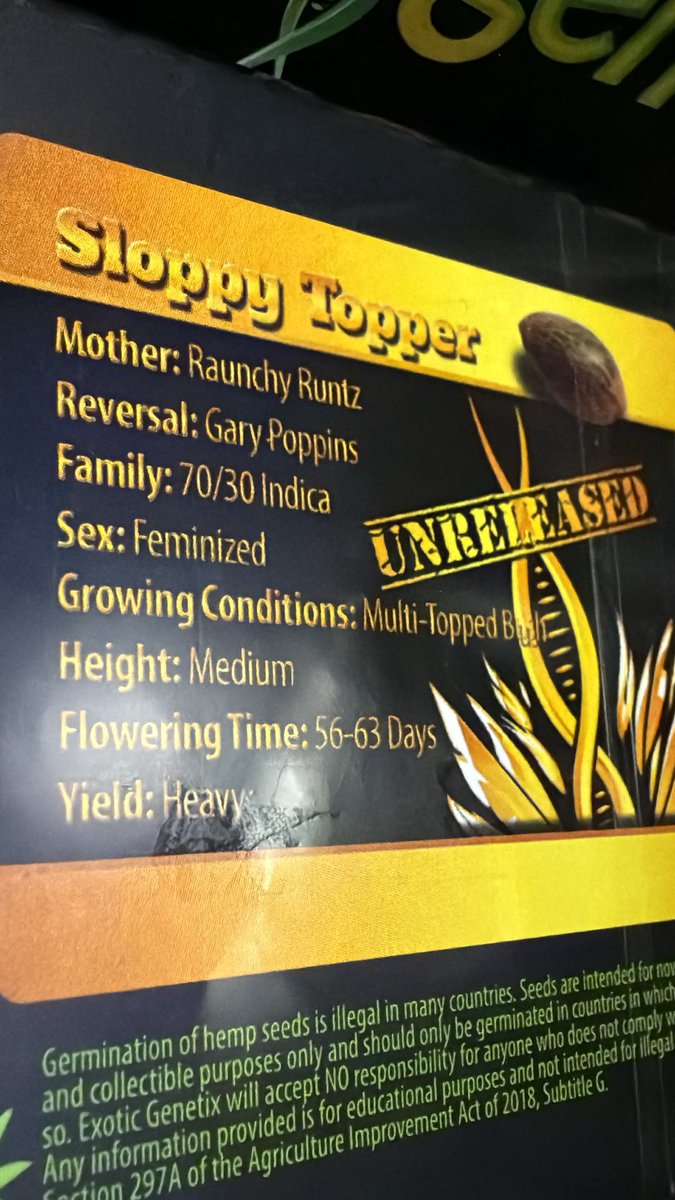 Sloppy Topper
Mother: Raunchy Runtz
Reversal: Gary Poppins
Family: 70/30 Indica
UNRELEASED
Sex: Feminized
Growing Conditions: Multi-Topped Bush
Height: Medium
Flowering Time: 56-63 Days
Yield: Heavy
Germination of hemp seeds is illegal in many countries. Seeds are intended for
and collectible purposes only and should only be germinated in countries in which
so. Exotic Genetix will accept NO responsibility for anyone who does not comply
Any information provided is for educational purposes and not intended for illegal
Section 297A of the Agriculture Improvement Act of 2018, Subtitle G.